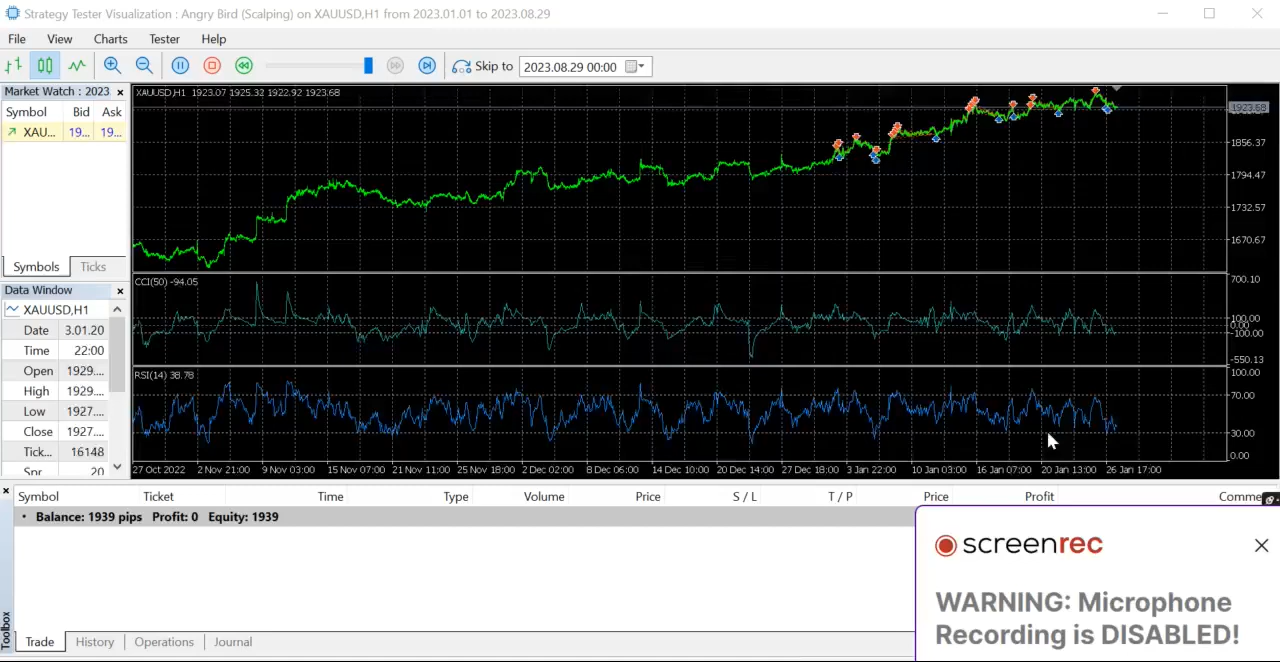 Strategy Tester Visualization : Angry Bird (Scalping) on XAUUSD,H1 from 2023.01.01 to 2023.08.29
File View Charts Tester Help
Skip to 2023.08.29 00:00
Market Watch : 2023
Symbol Bid Ask
XAU... 19... 19...
Symbols Ticks
Data Window
XAUUSD,H1
Date 3.01.20
Time 22:00
Open 1929....
High 1929....
Low 1927....
Close 1927....
Tick... 16148
Spr 20
XAUUSD,H1 1923.07 1925.32 1922.92 1923.68
1923.68
1856.37
1794.47
1732.57
1670.67
CCI(50) -94.05
700.10
100.00
0.00
-100.00
-550.13
RSI(14) 38.78
100.00
70.00
30.00
0.00
27 Oct 2022 2 Nov 21:00 9 Nov 03:00 15 Nov 07:00 21 Nov 11:00 25 Nov 18:00 2 Dec 02:00 8 Dec 06:00 14 Dec 10:00 20 Dec 14:00 27 Dec 18:00 3 Jan 22:00 10 Jan 03:00 16 Jan 07:00 20 Jan 13:00 26 Jan 17:00
Symbol Ticket Time Type Volume Price S / L T / P Price Profit Comme
Balance: 1939 pips Profit: 0 Equity: 1939
Toolbox
Trade History Operations Journal
screenrec
WARNING: Microphone
Recording is DISABLED!